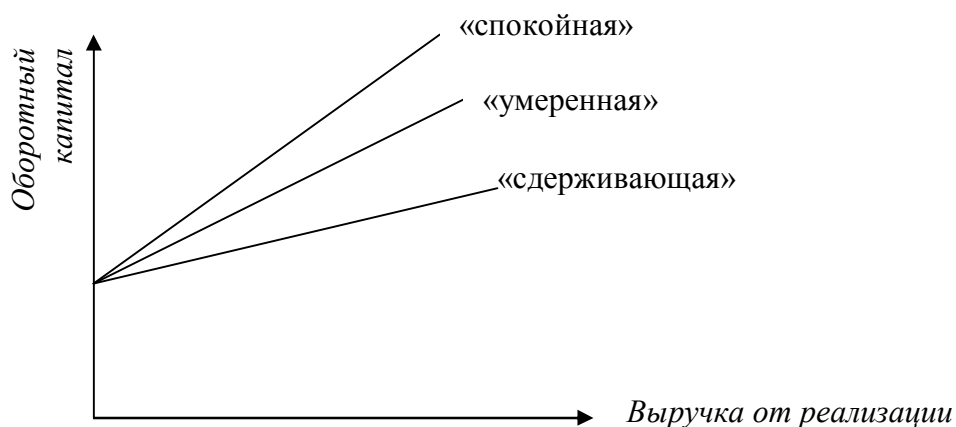 «спокойная»
Оборотный
капитал
«умеренная»
«сдерживающая»
Выручка от реализации